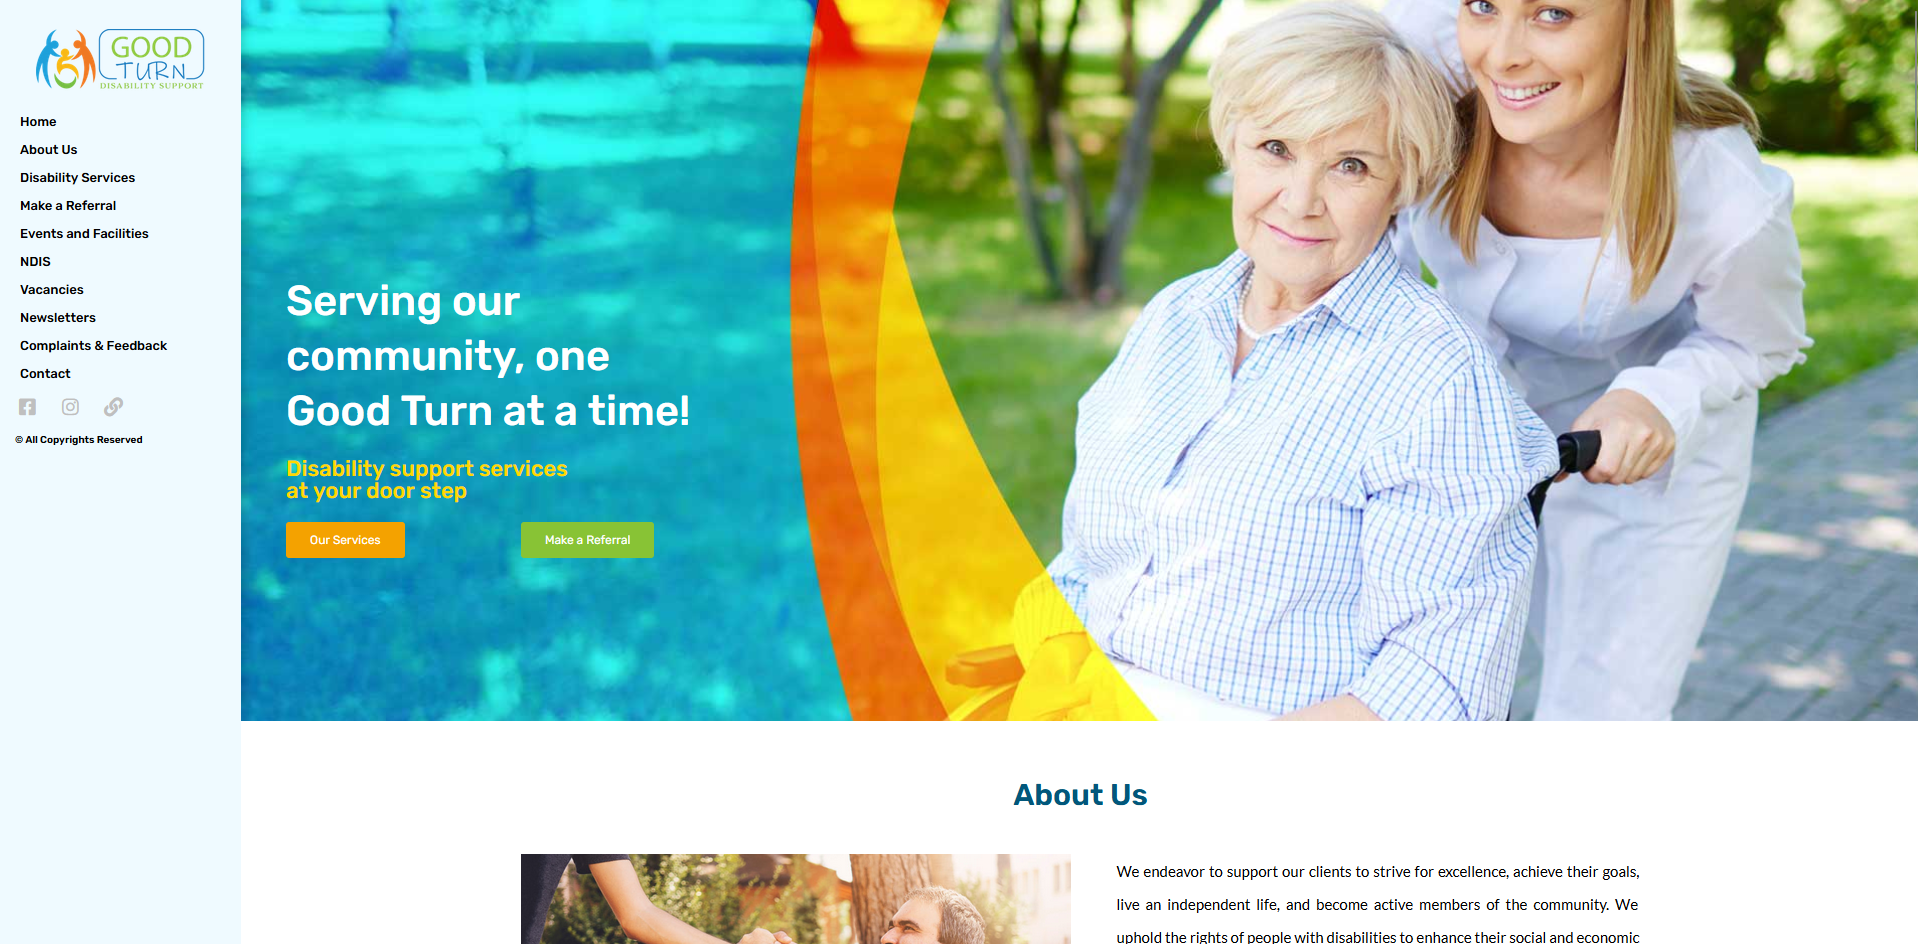 GOOD
TURN
DISABILITY SUPPORT
Home
About Us
Disability Services
Make a Referral
Events and Facilities
NDIS
Vacancies
Newsletters
Complaints & Feedback
Contact
© All Copyrights Reserved
Serving our
community, one
Good Turn at a time!
Disability support services
at your door step
Our Services
Make a Referral
About Us
We endeavor to support our clients to strive for excellence, achieve their goals,
live an independent life, and become active members of the community. We
uphold the rights of people with disabilities to enhance their social and economic